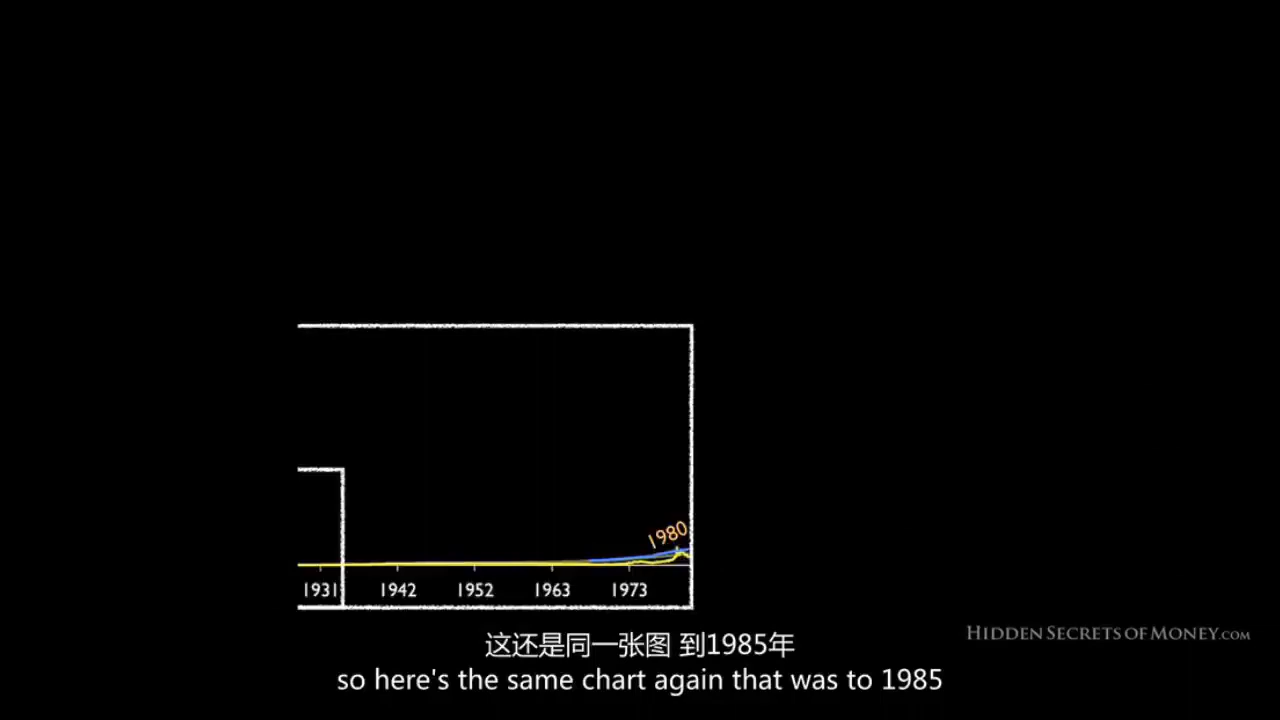 1980
1931 1942 1952 1963 1973
HIDDEN SECRETS OF MONEY.COM
这还是同一张图 到1985年
so here's the same chart again that was to 1985